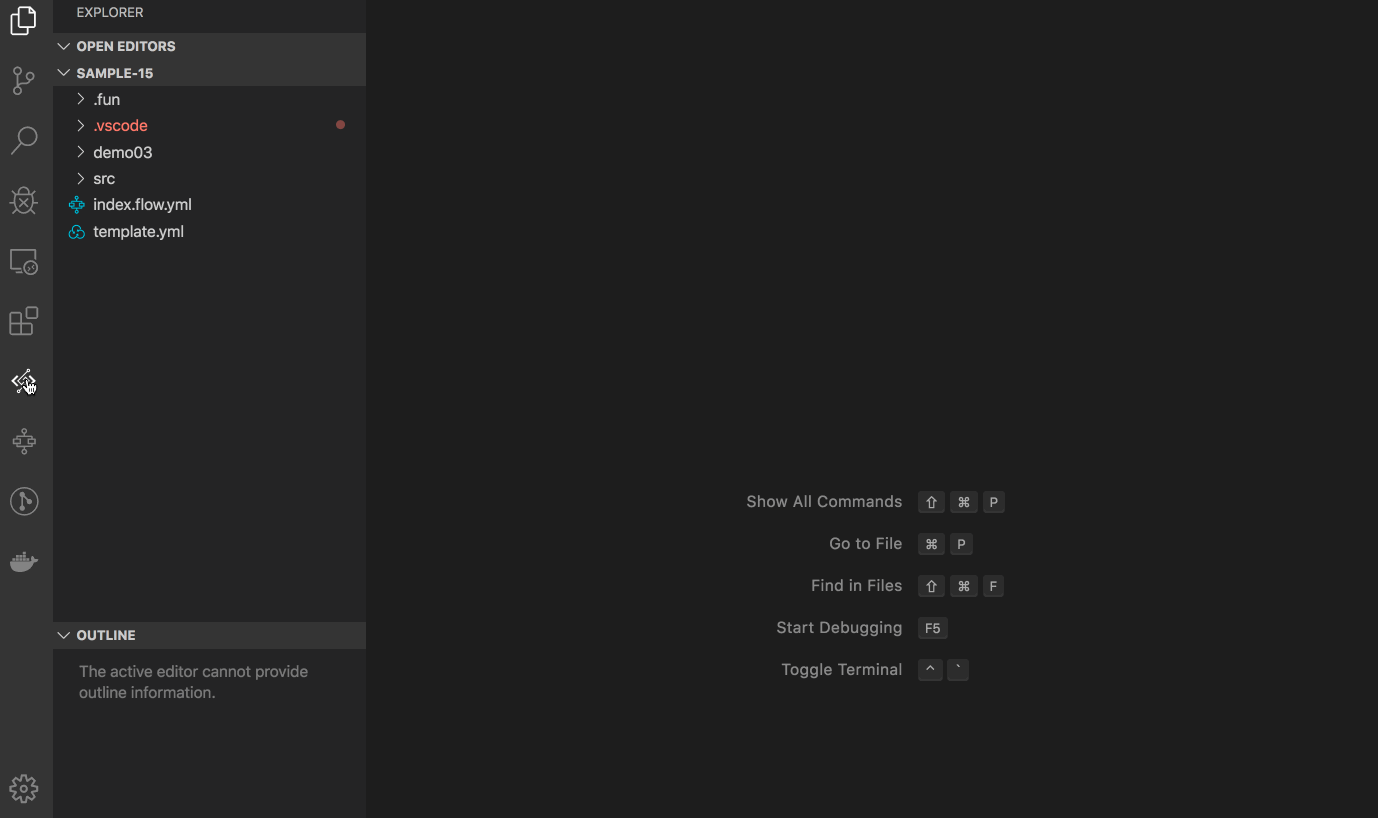 EXPLORER
OPEN EDITORS
SAMPLE-15
.fun
.vscode
demo03
src
index.flow.yml
template.yml
Show All Commands ⇧ ⌘ P
Go to File ⌘ P
Find in Files ⇧ ⌘ F
Start Debugging F5
Toggle Terminal ^ `
OUTLINE
The active editor cannot provide
outline information.